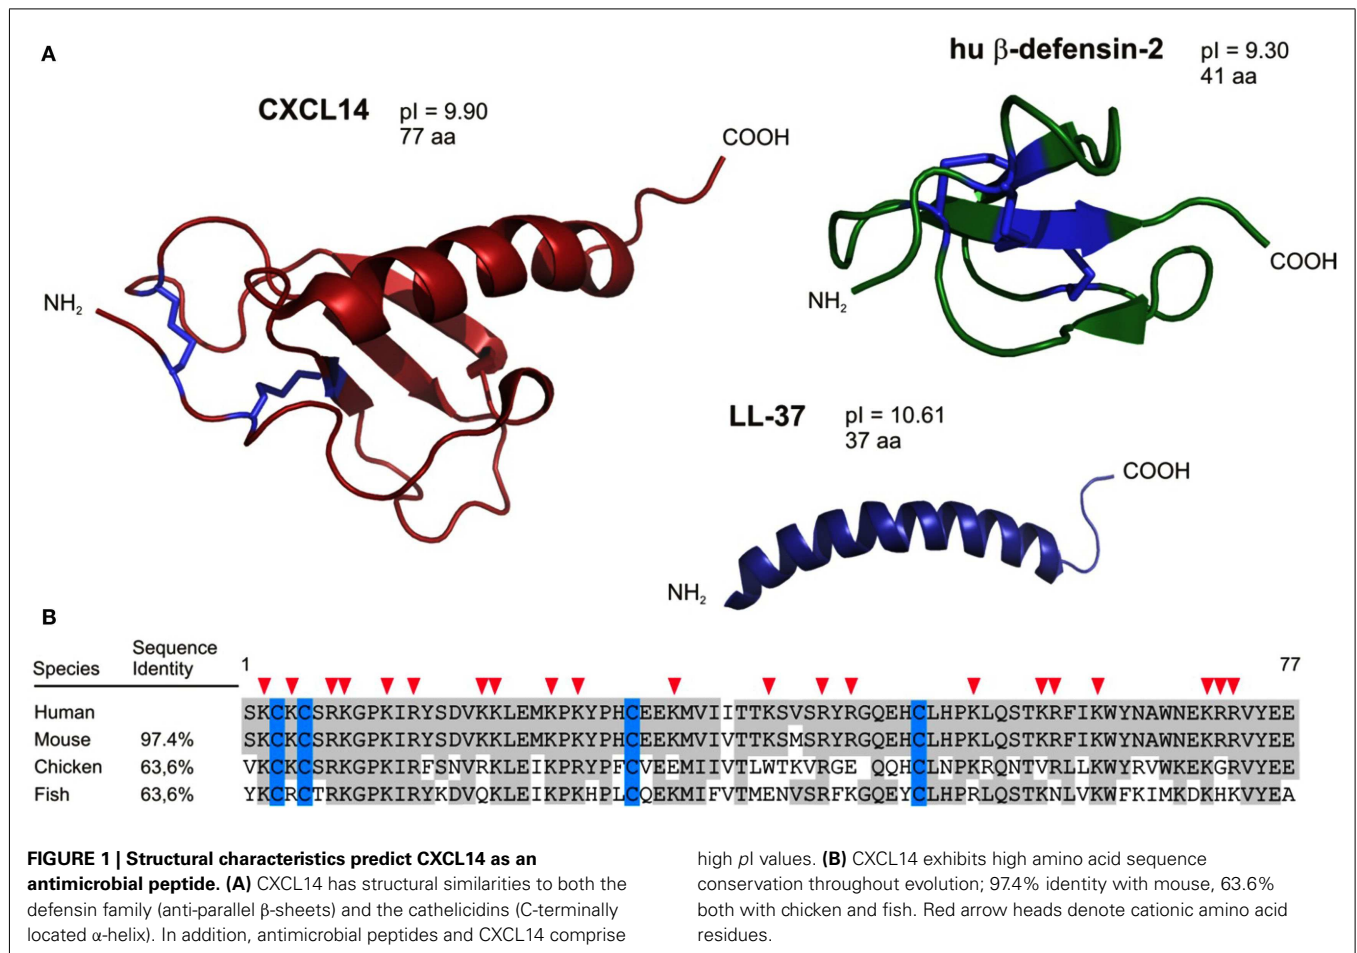 A
CXCL14
pI = 9.90
77 aa
COOH
NH2
hu β-defensin-2
pI = 9.30
41 aa
COOH
NH2
LL-37
pI = 10.61
37 aa
COOH
NH2
B
Species Sequence
Identity
1 77
Human SKCKCSRKGPKIRYSDVKKLEMKPKYPHCEEKMVIITTKSVSRYRGQEHCLHPKLQSTKRFIKWYNAWNEKRRVYEE
Mouse 97.4% SKCKCSRKGPKIRYSDVKKLEMKPKYPHCEEKMVIVTTKSMSRYRGQEHCLHPKLQSTKRFIKWYNAWNEKRRVYEE
Chicken 63,6% VKCKCSRKGPKIRFSNVRKLEIKPRYPFCVEEMIIVTLWTKVRGE QQHCLNPKRQNTVRLLKWYRVWKEKGRVYEE
Fish 63,6% YKCRCTRKGPKIRYKDVQKLEIKPKHPLCQEKMIFVTMENVSRFKGQEYCLHPRLQSTKNLVKWFKIMKDKHKVYEA
FIGURE 1 | Structural characteristics predict CXCL14 as an
antimicrobial peptide. (A) CXCL14 has structural similarities to both the
defensin family (anti-parallel β-sheets) and the cathelicidins (C-terminally
located α-helix). In addition, antimicrobial peptides and CXCL14 comprise
high pI values. (B) CXCL14 exhibits high amino acid sequence
conservation throughout evolution; 97.4% identity with mouse, 63.6%
both with chicken and fish. Red arrow heads denote cationic amino acid
residues.